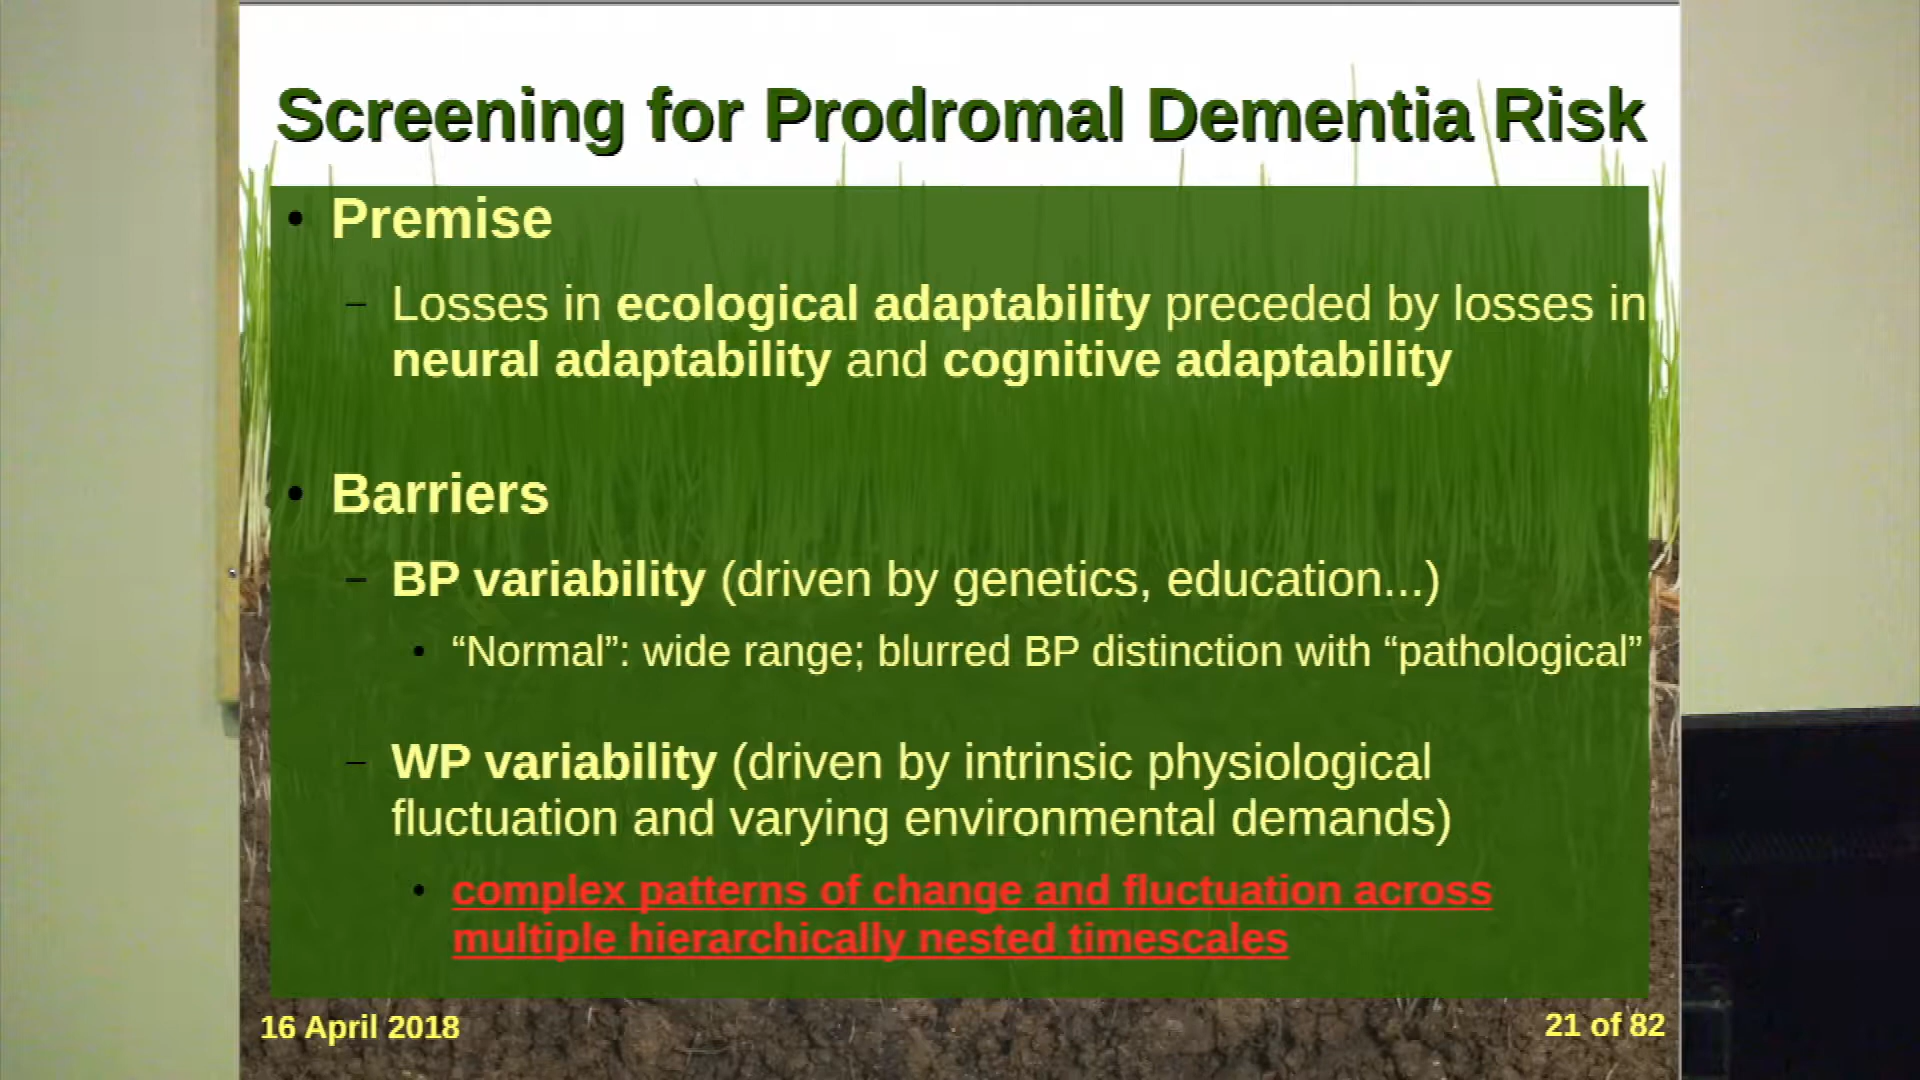 Screening for Prodromal Dementia Risk
• Premise
– Losses in ecological adaptability preceded by losses in
neural adaptability and cognitive adaptability
• Barriers
– BP variability (driven by genetics, education...)
• “Normal”: wide range; blurred BP distinction with “pathological”
– WP variability (driven by intrinsic physiological
fluctuation and varying environmental demands)
• complex patterns of change and fluctuation across
multiple hierarchically nested timescales
16 April 2018
21 of 82